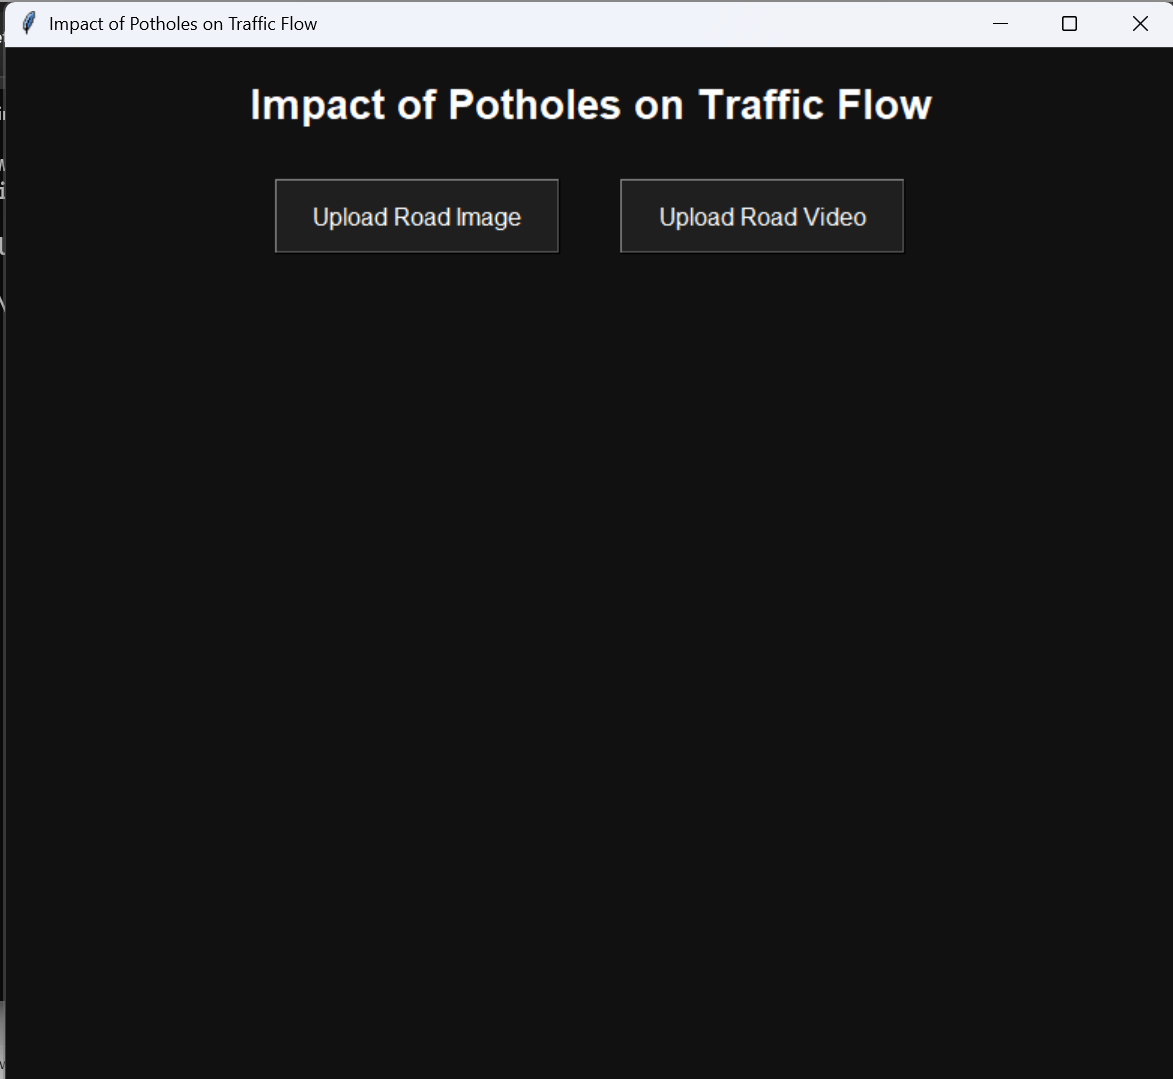 Impact of Potholes on Traffic Flow
Impact of Potholes on Traffic Flow
Upload Road Image
Upload Road Video